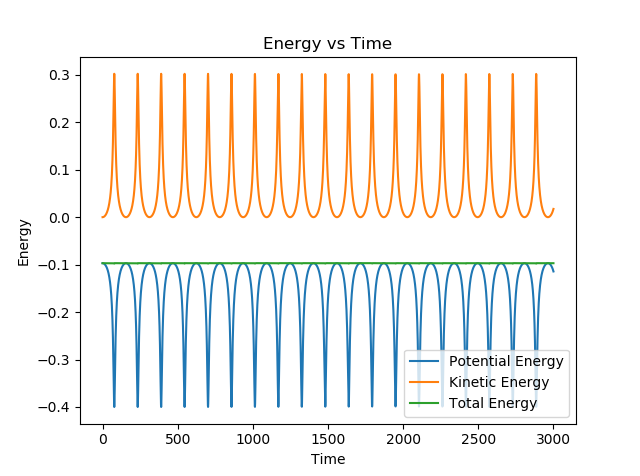 Energy vs Time
0.3
0.2
0.1
0.0
−0.1
−0.2
−0.3
−0.4
Energy
Potential Energy
Kinetic Energy
Total Energy
0 500 1000 1500 2000 2500 3000
Time